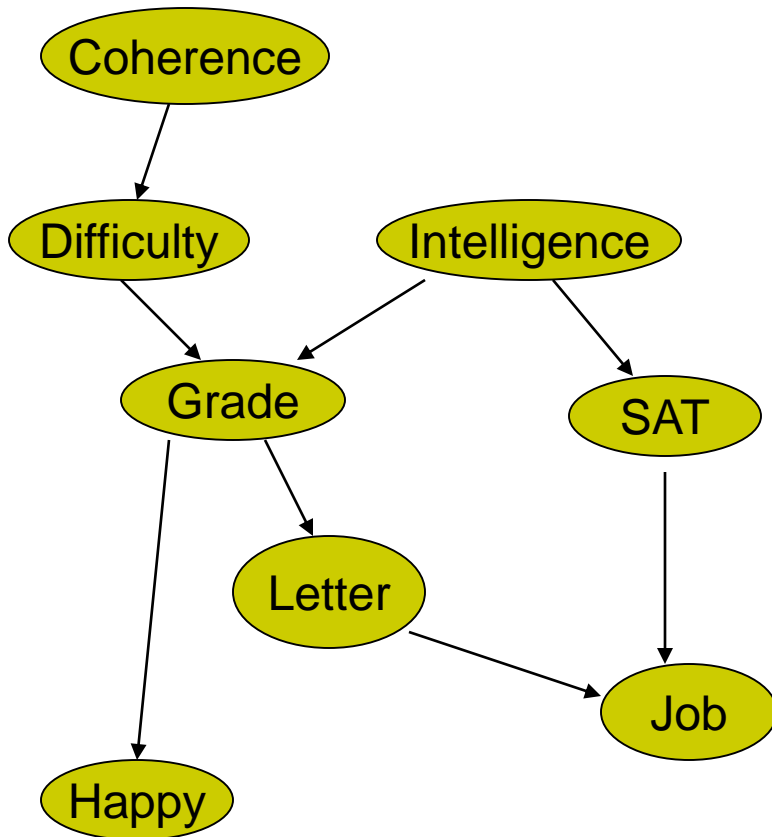 Coherence
Difficulty
Intelligence
Grade
SAT
Letter
Job
Happy